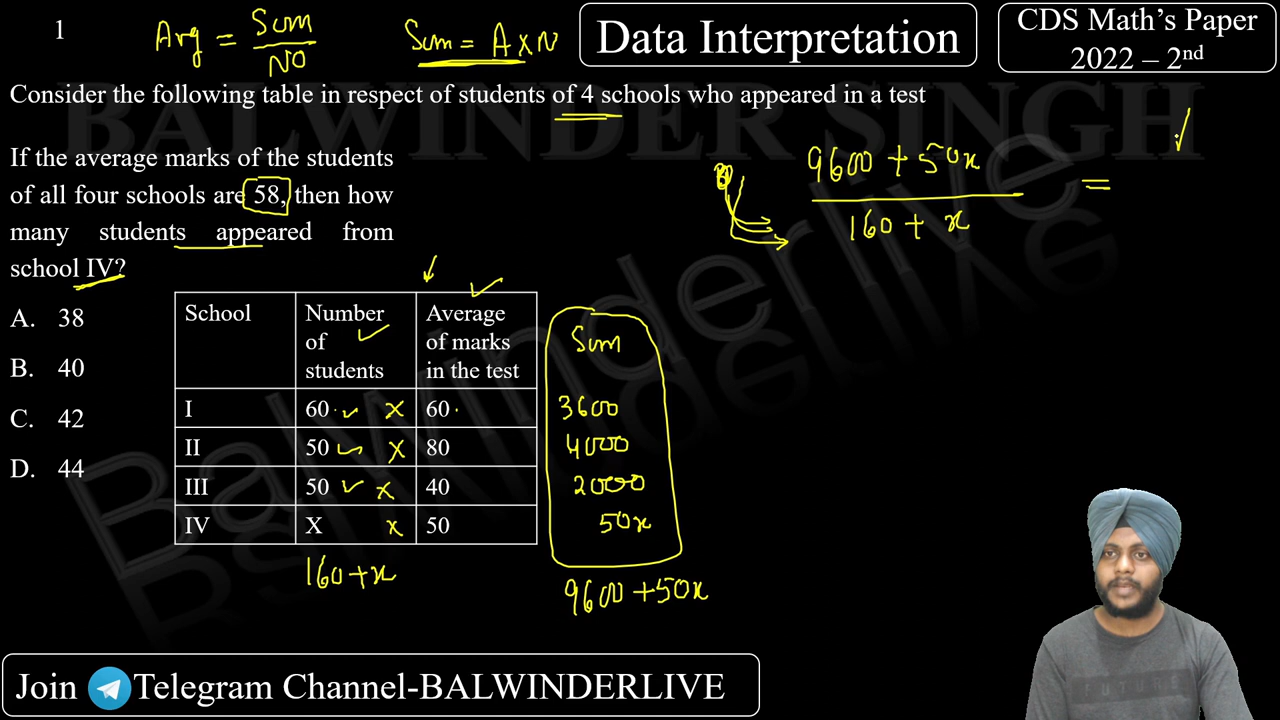 1
Avg = Sum / No
Sum = A x N
Data Interpretation
CDS Math’s Paper
2022 – 2nd
BALWINDER SINGH
Consider the following table in respect of students of 4 schools who appeared in a test
If the average marks of the students
of all four schools are 58, then how
many students appeared from
school IV?
A. 38
B. 40
C. 42
D. 44
9600 + 50x
160 + x
=
School Number of students Average of marks in the test Sum
I 60 x 60 3600
II 50 x 80 4000
III 50 x 40 2000
IV X x 50 50x
160+x 9600 +50x
Balwinderlive
FUTURE
Join Telegram Channel-BALWINDERLIVE